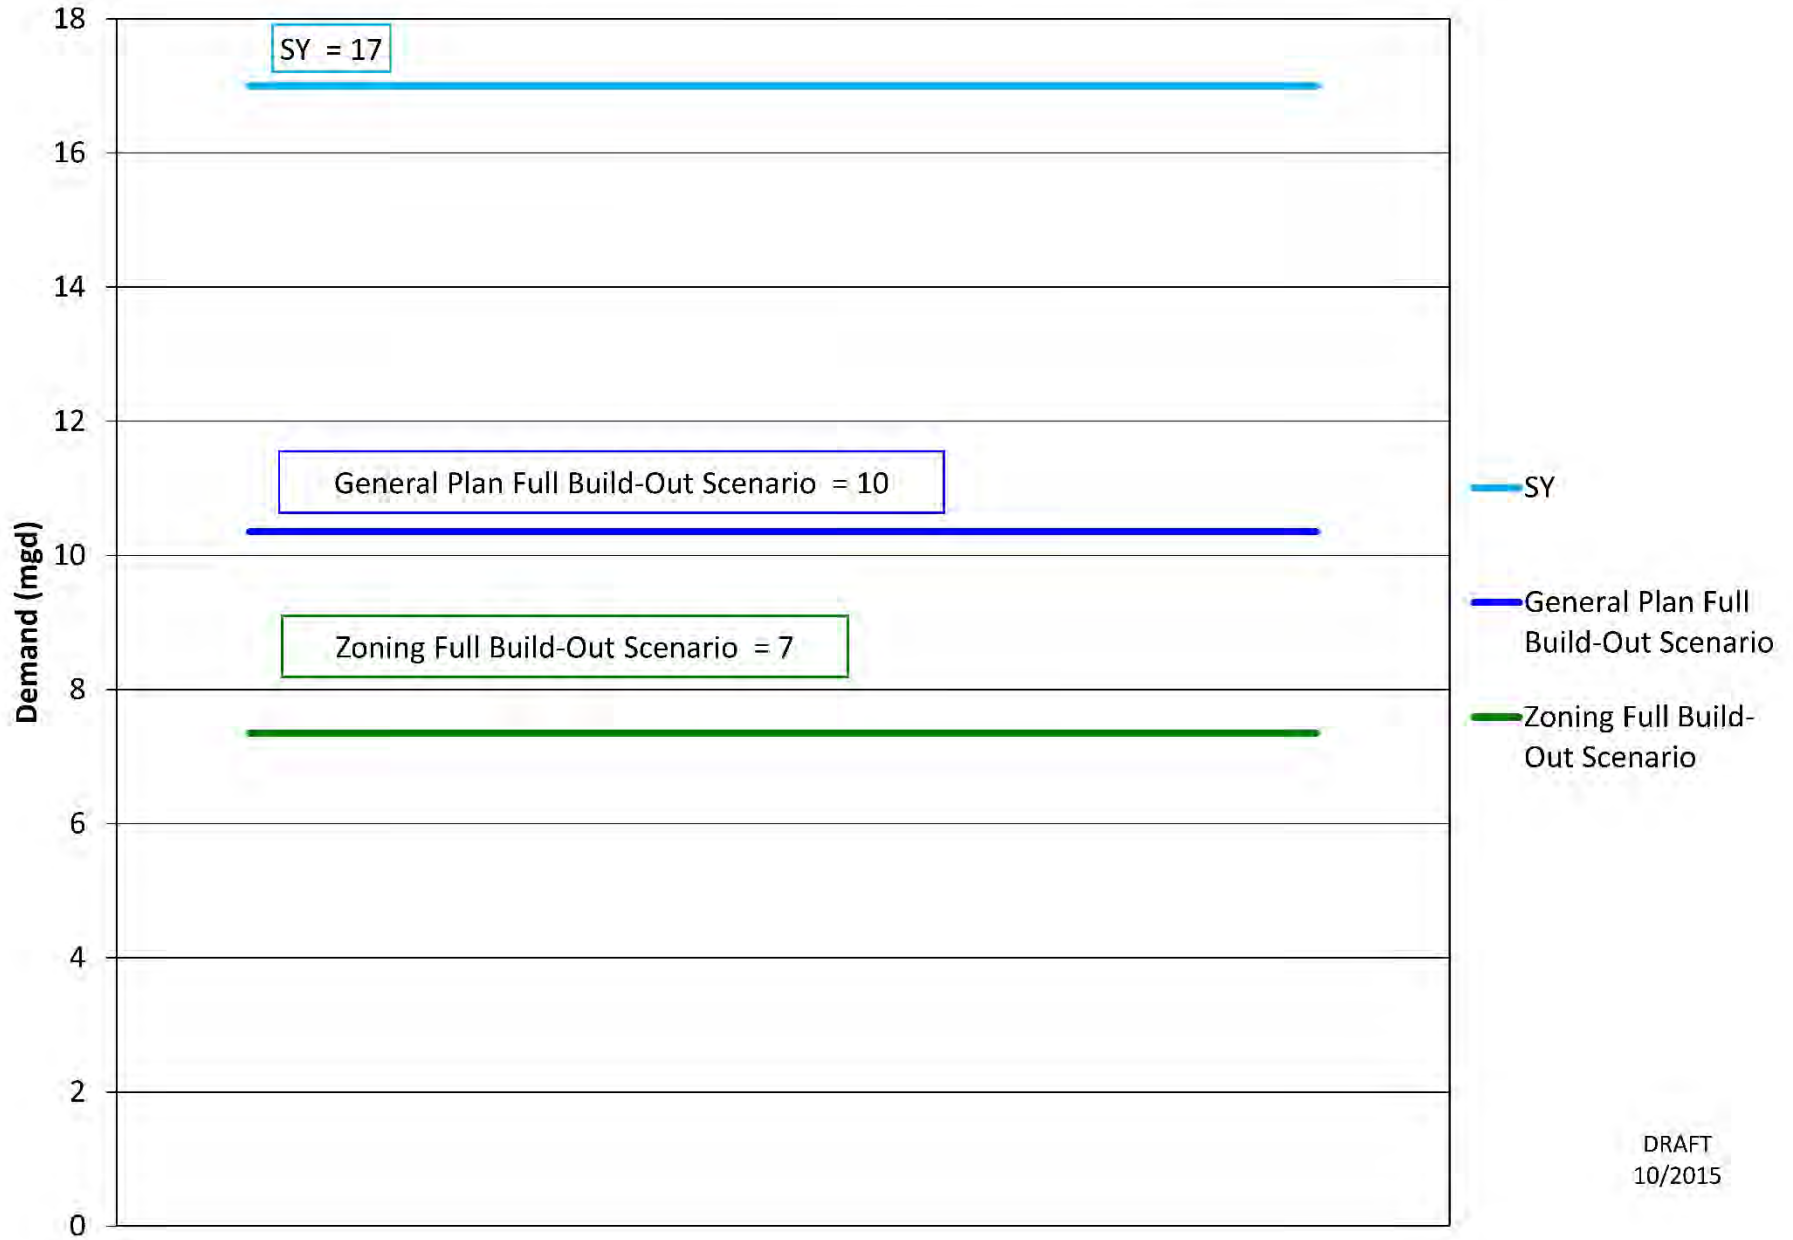 18
SY = 17
16
14
12
General Plan Full Build-Out Scenario = 10
10
Zoning Full Build-Out Scenario = 7
8
6
4
2
0
Demand (mgd)
SY
General Plan Full
Build-Out Scenario
Zoning Full Build-
Out Scenario
DRAFT
10/2015